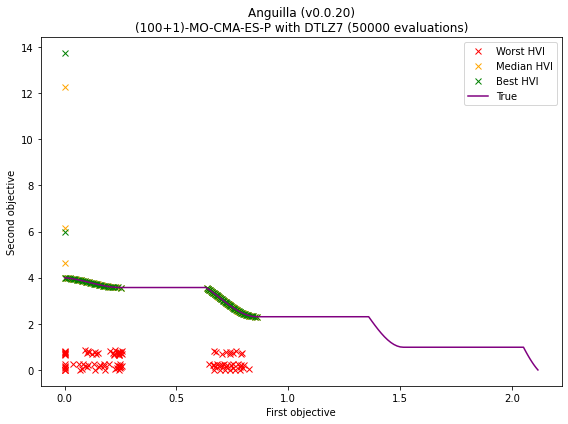 Anguilla (v0.0.20)
(100+1)-MO-CMA-ES-P with DTLZ7 (50000 evaluations)
Worst HVI
Median HVI
Best HVI
True
Second objective
14
12
10
8
6
4
2
0
0.0 0.5 1.0 1.5 2.0
First objective